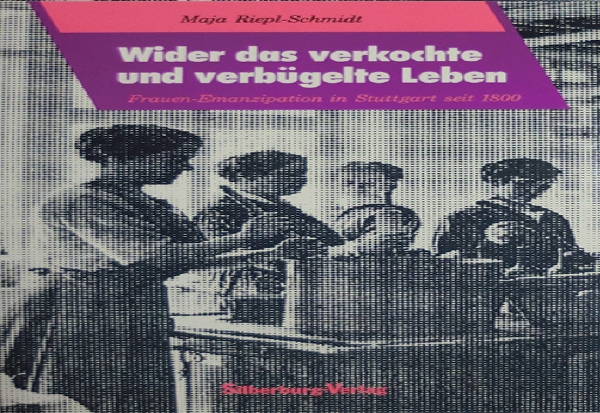 Maja Riepl-Schmidt
Wider das verkochte
und verbügelte Leben
Frauen-Emanzipation in Stuttgart seit 1800
Silberburg-Verlag